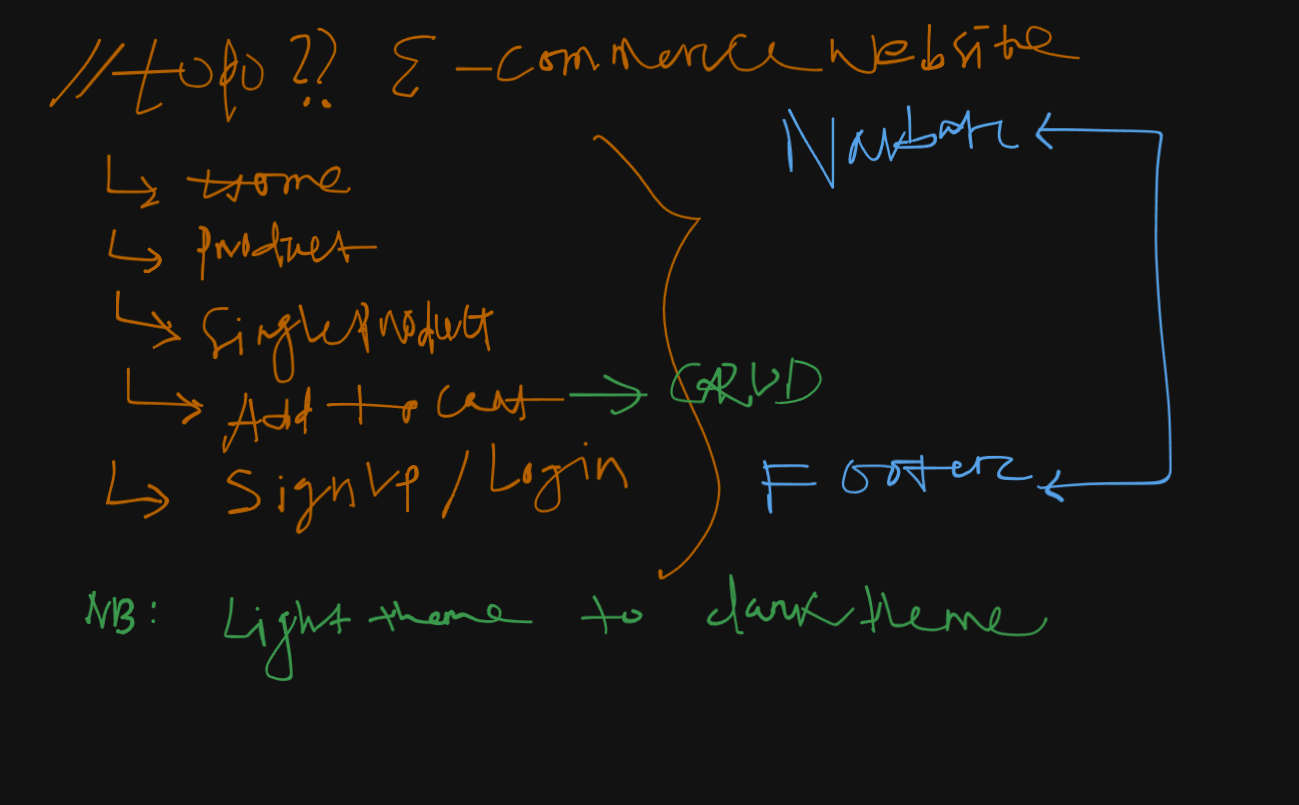 //topo?? E-commerce website
Navbar
Home
Product
Single Product
Add to cart → CRUD
SignUp/Login
Footer
NB: Light theme to dark theme